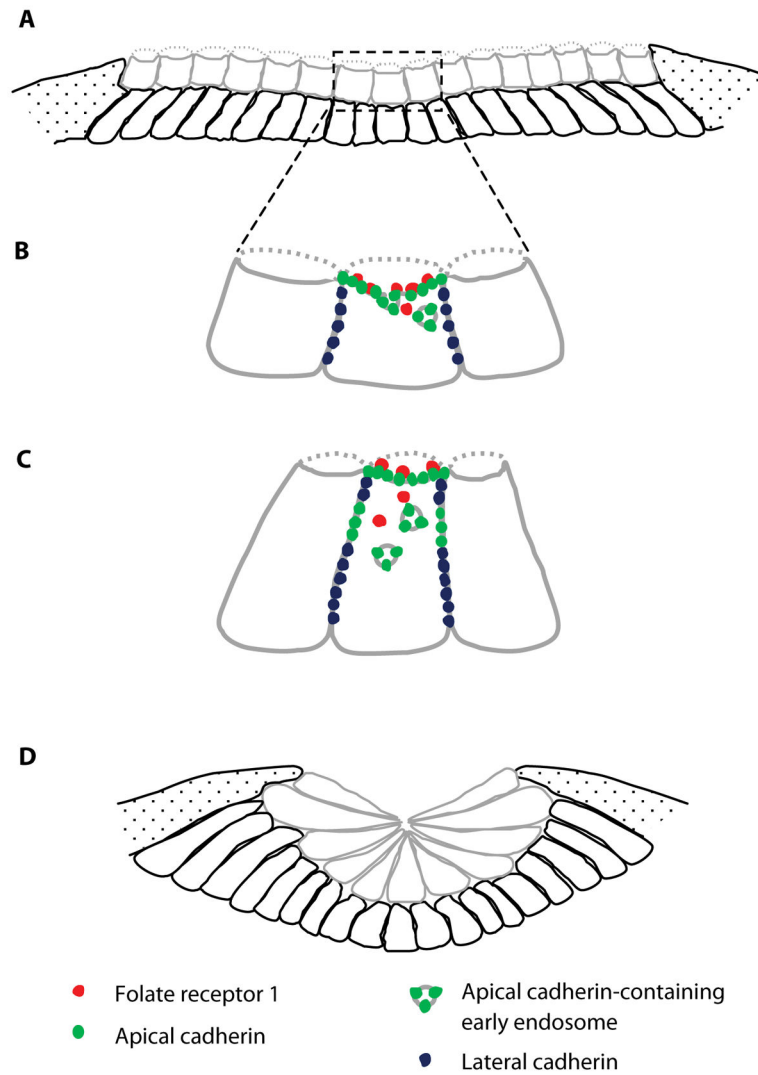 A
B
C
D
Folate receptor 1
Apical cadherin
Apical cadherin-containing
early endosome
Lateral cadherin